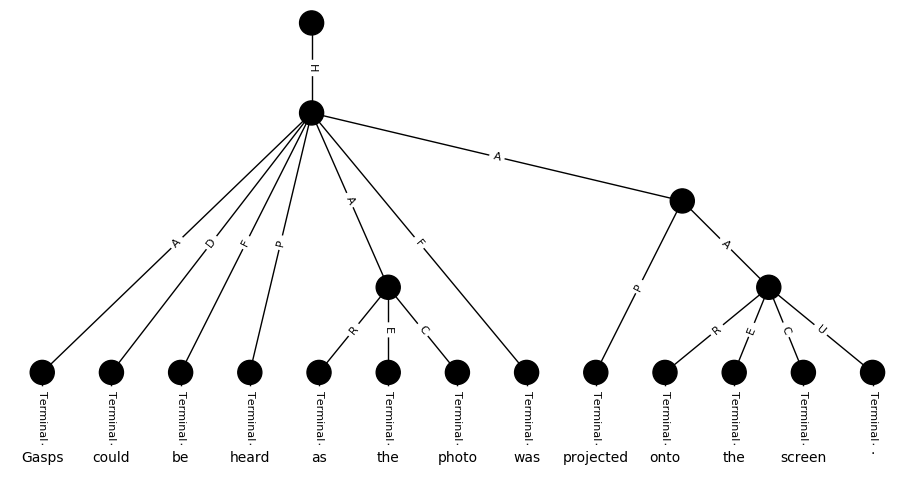 H
A
A
D
F
P
A
F
P
A
R
E
C
R
E
C
U
Terminal Terminal Terminal Terminal Terminal Terminal Terminal Terminal Terminal Terminal Terminal Terminal Terminal
Gasps could be heard as the photo was projected onto the screen .